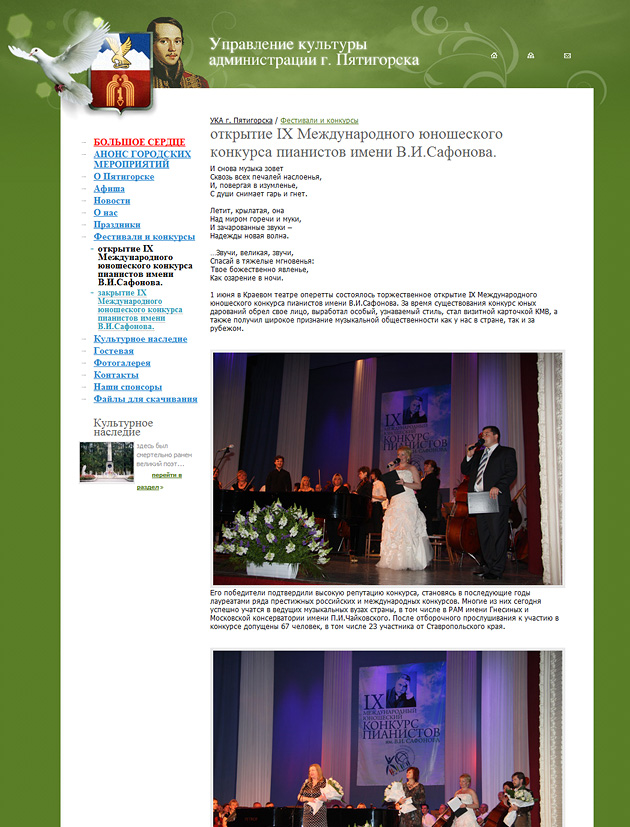 Управление культуры
администрации г. Пятигорска
УКА г. Пятигорска / Фестивали и конкурсы
открытие IX Международного юношеского
конкурса пианистов имени В.И.Сафонова.
БОЛЬШОЕ СЕРДЦЕ
АНОНС ГОРОДСКИХ
МЕРОПРИЯТИЙ
О Пятигорске
Афиша
Новости
О нас
Праздники
Фестивали и конкурсы
открытие IX
Международного
юношеского конкурса
пианистов имени
В.И.Сафонова.
закрытие IX
Международного
юношеского конкурса
пианистов имени
В.И.Сафонова.
Культурное наследие
Гостевая
Фотогалерея
Контакты
Наши спонсоры
Файлы для скачивания
Культурное
наследие
здесь был
смертельно ранен
великий поэт...
перейти в
раздел »
И снова музыка зовет
Сквозь всех печалей наслоенья,
И, повергая в изумленье,
С души снимает гарь и гнет.
Летит, крылатая, она
Над миром горечи и муки,
И зачарованные звуки –
Надежды новая волна.
…Звучи, великая, звучи,
Спасай в тяжелые мгновенья:
Твое божественно явленье,
Как озарение в ночи.
1 июня в Краевом театре оперетты состоялось торжественное открытие IX Международного
юношеского конкурса пианистов имени В.И.Сафонова. За время существования конкурс юных
дарований обрел свое лицо, выработал особый, узнаваемый стиль, стал визитной карточкой КМВ, а
также получил широкое признание музыкальной общественности как у нас в стране, так и за
рубежом.
IX
МЕЖДУНАРОДНЫЙ
ЮНОШЕСКИЙ
КОНКУРС
ПИАНИСТОВ
Его победители подтвердили высокую репутацию конкурса, становясь в последующие годы
лауреатами ряда престижных российских и международных конкурсов. Многие из них сегодня
успешно учатся в ведущих музыкальных вузах страны, в том числе в РАМ имени Гнесиных и
Московской консерватории имени П.И.Чайковского. После отборочного прослушивания к участию в
конкурсе допущены 67 человек, в том числе 23 участника от Ставропольского края.
IX
МЕЖДУНАРОДНЫЙ
ЮНОШЕСКИЙ
КОНКУРС
ПИАНИСТОВ
ИМ. В.И. САФОНОВА